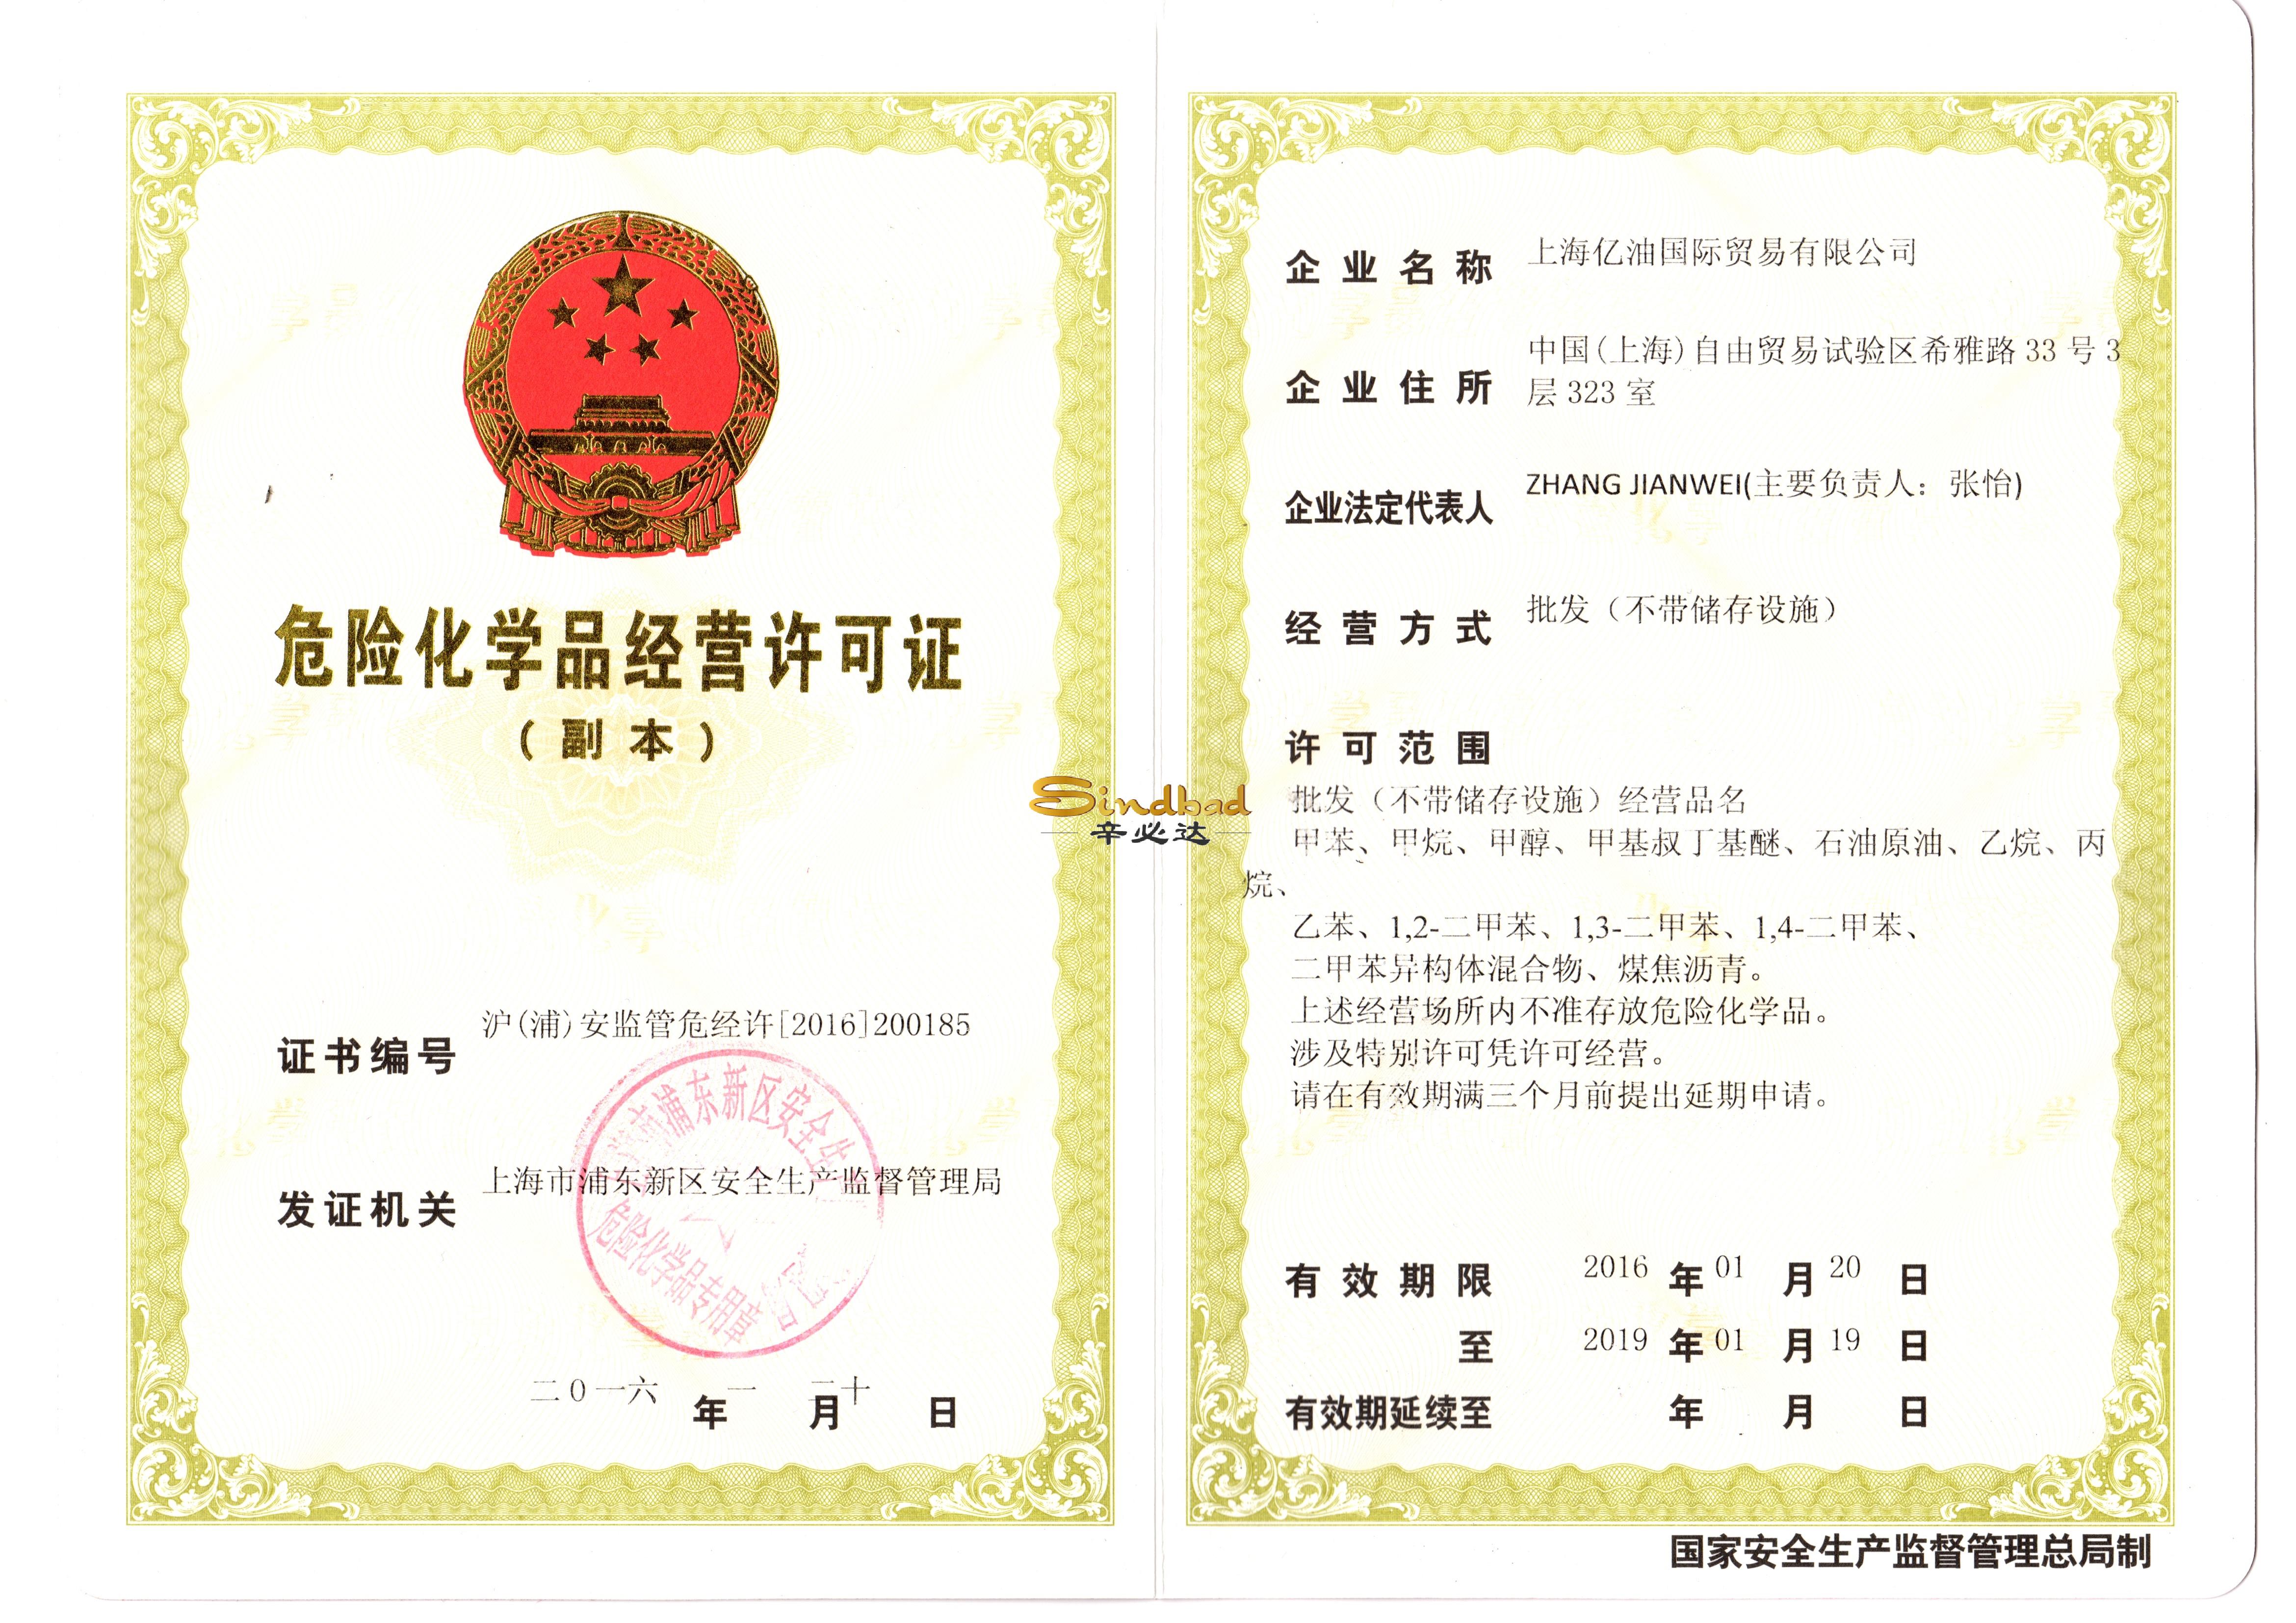 危险化学品经营许可证
（副本）
证书编号 沪(浦)安监管危经许[2016]200185
发证机关 上海市浦东新区安全生产监督管理局
浦东新区安全生
危险化学品专用章
二０一六年一月二十日
Sindbad
辛必达
企业名称 上海亿油国际贸易有限公司
企业住所 中国(上海)自由贸易试验区希雅路 33 号 3
层 323 室
企业法定代表人 ZHANG JIANWEI(主要负责人：张怡)
经营方式 批发（不带储存设施）
许可范围
批发（不带储存设施）经营品名
甲苯、甲烷、甲醇、甲基叔丁基醚、石油原油、乙烷、丙
烷、
乙苯、1,2-二甲苯、1,3-二甲苯、1,4-二甲苯、
二甲苯异构体混合物、煤焦沥青。
上述经营场所内不准存放危险化学品。
涉及特别许可凭许可经营。
请在有效期满三个月前提出延期申请。
有效期限 2016 年 01 月 20 日
至 2019 年 01 月 19 日
有效期延续至 年 月 日
国家安全生产监督管理总局制